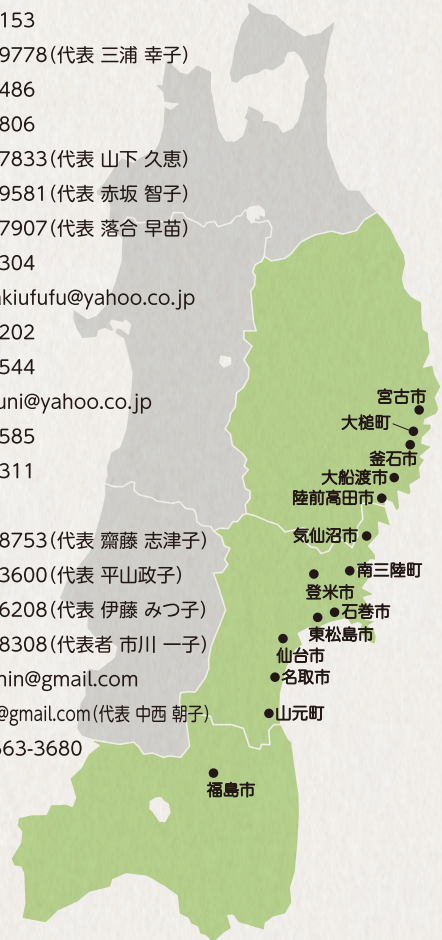 153
9778(代表 三浦 幸子)
486
806
7833(代表 山下 久恵)
9581(代表 赤坂 智子)
7907(代表 落合 早苗)
304
akiufufu@yahoo.co.jp
202
544
uni@yahoo.co.jp
585
311
8753(代表 齋藤 志津子)
3600(代表 平山政子)
6208(代表 伊藤 みつ子)
8308(代表者 市川 一子)
nin@gmail.com
@gmail.com(代表 中西 朝子)
663-3680
宮古市
大槌町
釜石市
大船渡市
陸前高田市
気仙沼市
南三陸町
登米市
石巻市
東松島市
仙台市
名取市
山元町
福島市